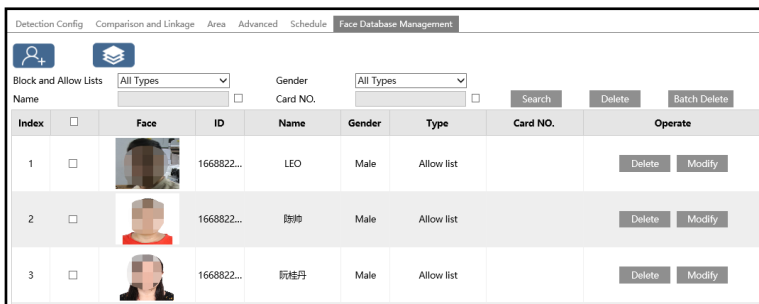 Detection Config Comparison and Linkage Area Advanced Schedule Face Database Management
Block and Allow Lists All Types Gender All Types
Name Card NO. Search Delete Batch Delete
Index Face ID Name Gender Type Card NO. Operate
1 1668822... LEO Male Allow list Delete Modify
2 1668822... 陈帅 Male Allow list Delete Modify
3 1668822... 阮桂丹 Male Allow list Delete Modify